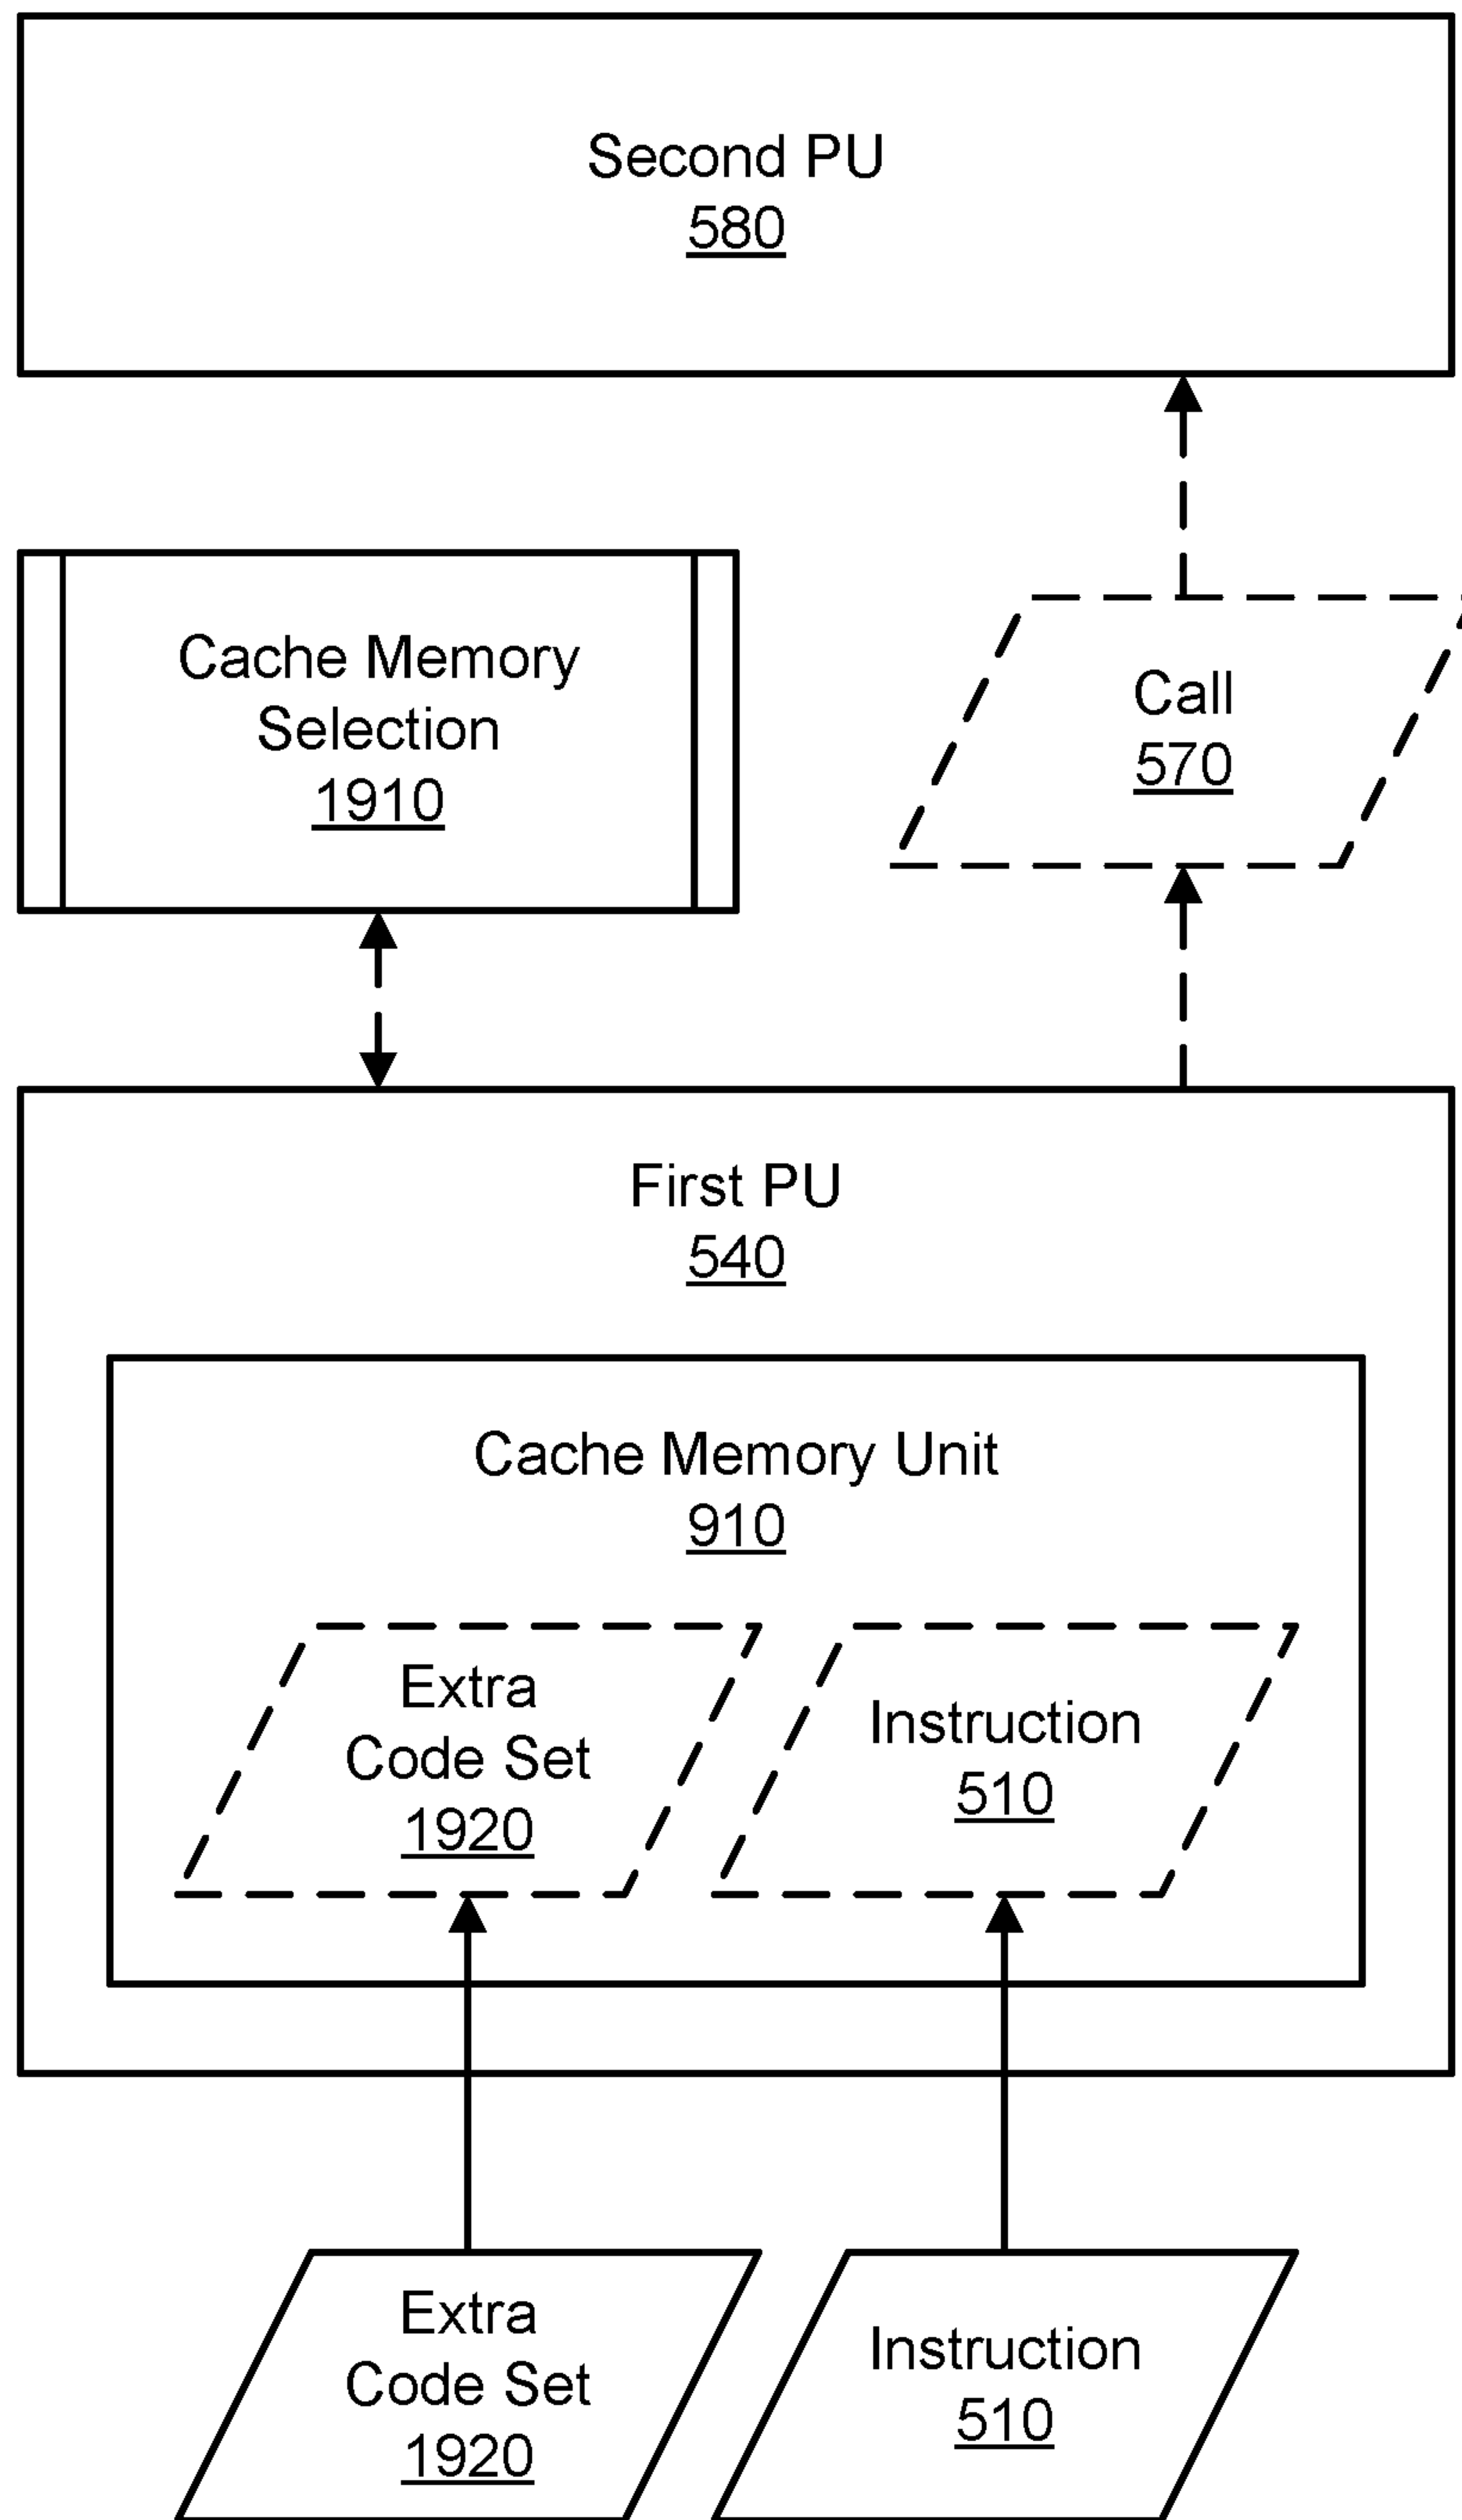 Second PU
580
Cache Memory
Selection
1910
Call
570
First PU
540
Cache Memory Unit
910
Extra
Code Set
1920
Instruction
510
Extra
Code Set
1920
Instruction
510